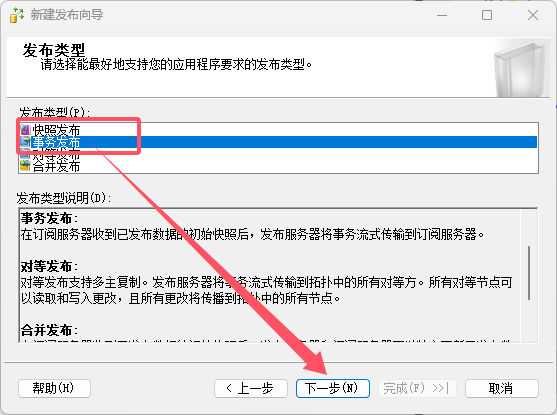 新建发布向导
发布类型
请选择能最好地支持您的应用程序要求的发布类型。
发布类型(P):
快照发布
事务发布
对等发布
合并发布
发布类型说明(D):
事务发布:
在订阅服务器收到已发布数据的初始快照后，发布服务器将事务流式传输到订阅服务器。
对等发布:
对等发布支持多主复制。发布服务器将事务流式传输到拓扑中的所有对等方。所有对等节点可
以读取和写入更改，且所有更改将传播到拓扑中的所有节点。
合并发布:
帮助(H)
< 上一步
下一步(N)
完成(F) >>|
取消